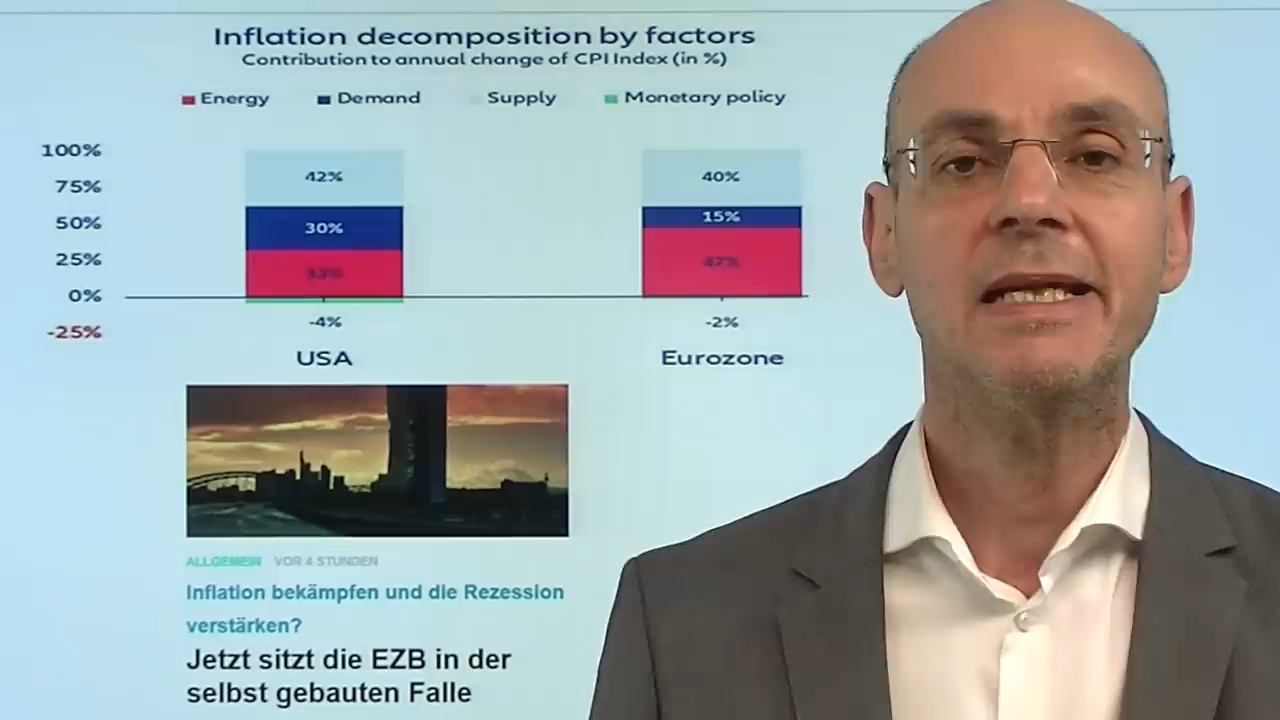 Inflation decomposition by factors
Contribution to annual change of CPI Index (in %)
Energy Demand Supply Monetary policy
100%
75%
50%
25%
0%
-25%
42%
30%
33%
-4%
USA
40%
15%
47%
-2%
Eurozone
ALLGEMEIN VOR 4 STUNDEN
Inflation bekämpfen und die Rezession
verstärken?
Jetzt sitzt die EZB in der
selbst gebauten Falle